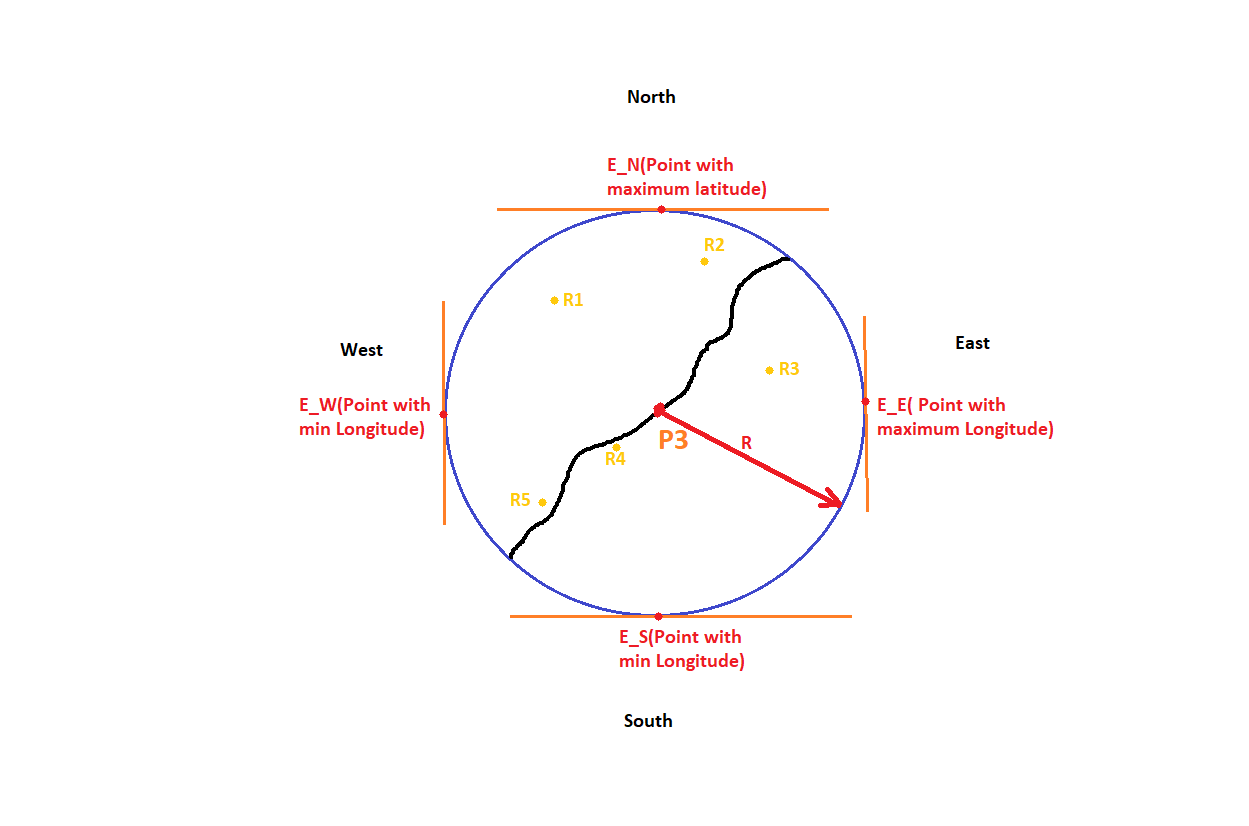 North
E_N(Point with
maximum latitude)
R2
R1
West
East
R3
E_W(Point with
min Longitude)
E_E( Point with
maximum Longitude)
P3
R
R4
R5
E_S(Point with
min Longitude)
South